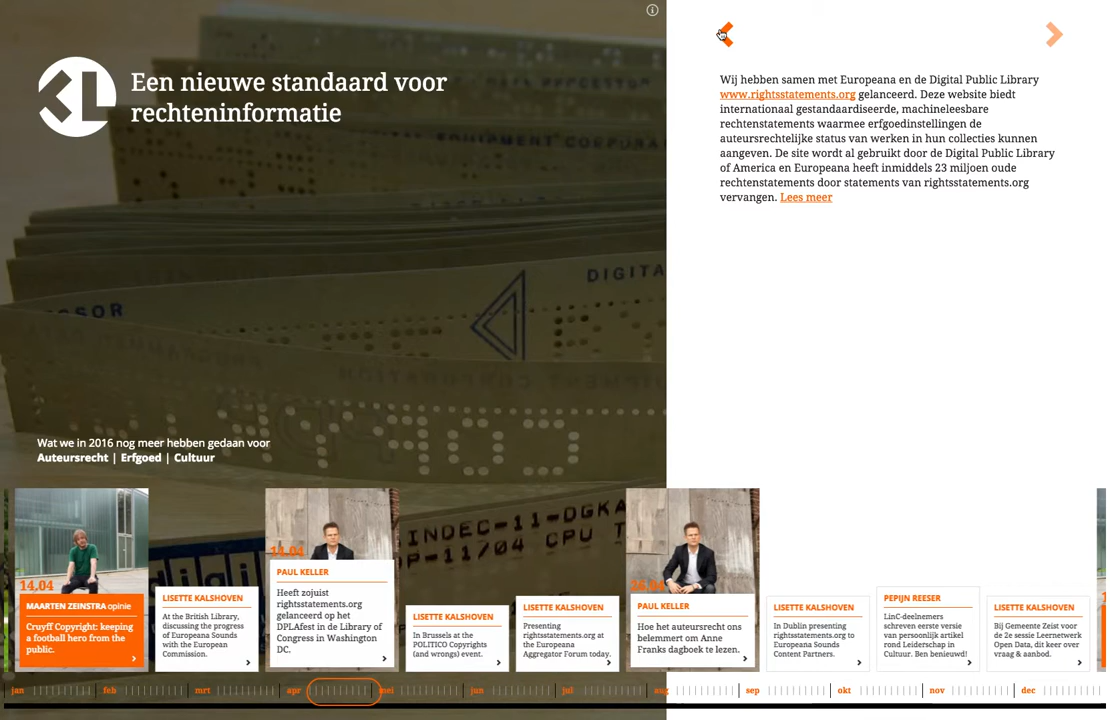 Een nieuwe standaard voor
rechteninformatie
Wij hebben samen met Europeana en de Digital Public Library
www.rightsstatements.org gelanceerd. Deze website biedt
internationaal gestandaardiseerde, machineleesbare
rechtenstatements waarmee erfgoedinstellingen de
auteursrechtelijke status van werken in hun collecties kunnen
aangeven. De site wordt al gebruikt door de Digital Public Library
of America en Europeana heeft inmiddels 23 miljoen oude
rechtenstatements door statements van rightsstatements.org
vervangen. Lees meer
DIGITA
Wat we in 2016 nog meer hebben gedaan voor
Auteursrecht | Erfgoed | Cultuur
INDEC-11-DGKA
P-11/04 CPU T
14.04
MAARTEN ZEINSTRA opinie
Cruyff Copyright: keeping
a football hero from the
public.
LISETTE KALSHOVEN
At the British Library,
discussing the progress
of Europeana Sounds
with the European
Commission.
14.04
PAUL KELLER
Heeft zojuist
rightsstatements.org
gelanceerd op het
DPLAfest in de Library of
Congress in Washington
DC.
LISETTE KALSHOVEN
In Brussels at the
POLITICO Copyrights
(and wrongs) event.
LISETTE KALSHOVEN
Presenting
rightsstatements.org at
the Europeana
Aggregator Forum today.
26.04
PAUL KELLER
Hoe het auteursrecht ons
belemmert om Anne
Franks dagboek te lezen.
LISETTE KALSHOVEN
In Dublin presenting
rightsstatements.org to
Europeana Sounds
Content Partners.
PEPIJN REESER
LinC-deelnemers
schreven eerste versie
van persoonlijk artikel
rond Leiderschap in
Cultuur. Ben benieuwd!
LISETTE KALSHOVEN
Bij Gemeente Zeist voor
de 2e sessie Leernetwerk
Open Data, dit keer over
vraag & aanbod.
jan feb mrt apr mei jun jul aug sep okt nov dec